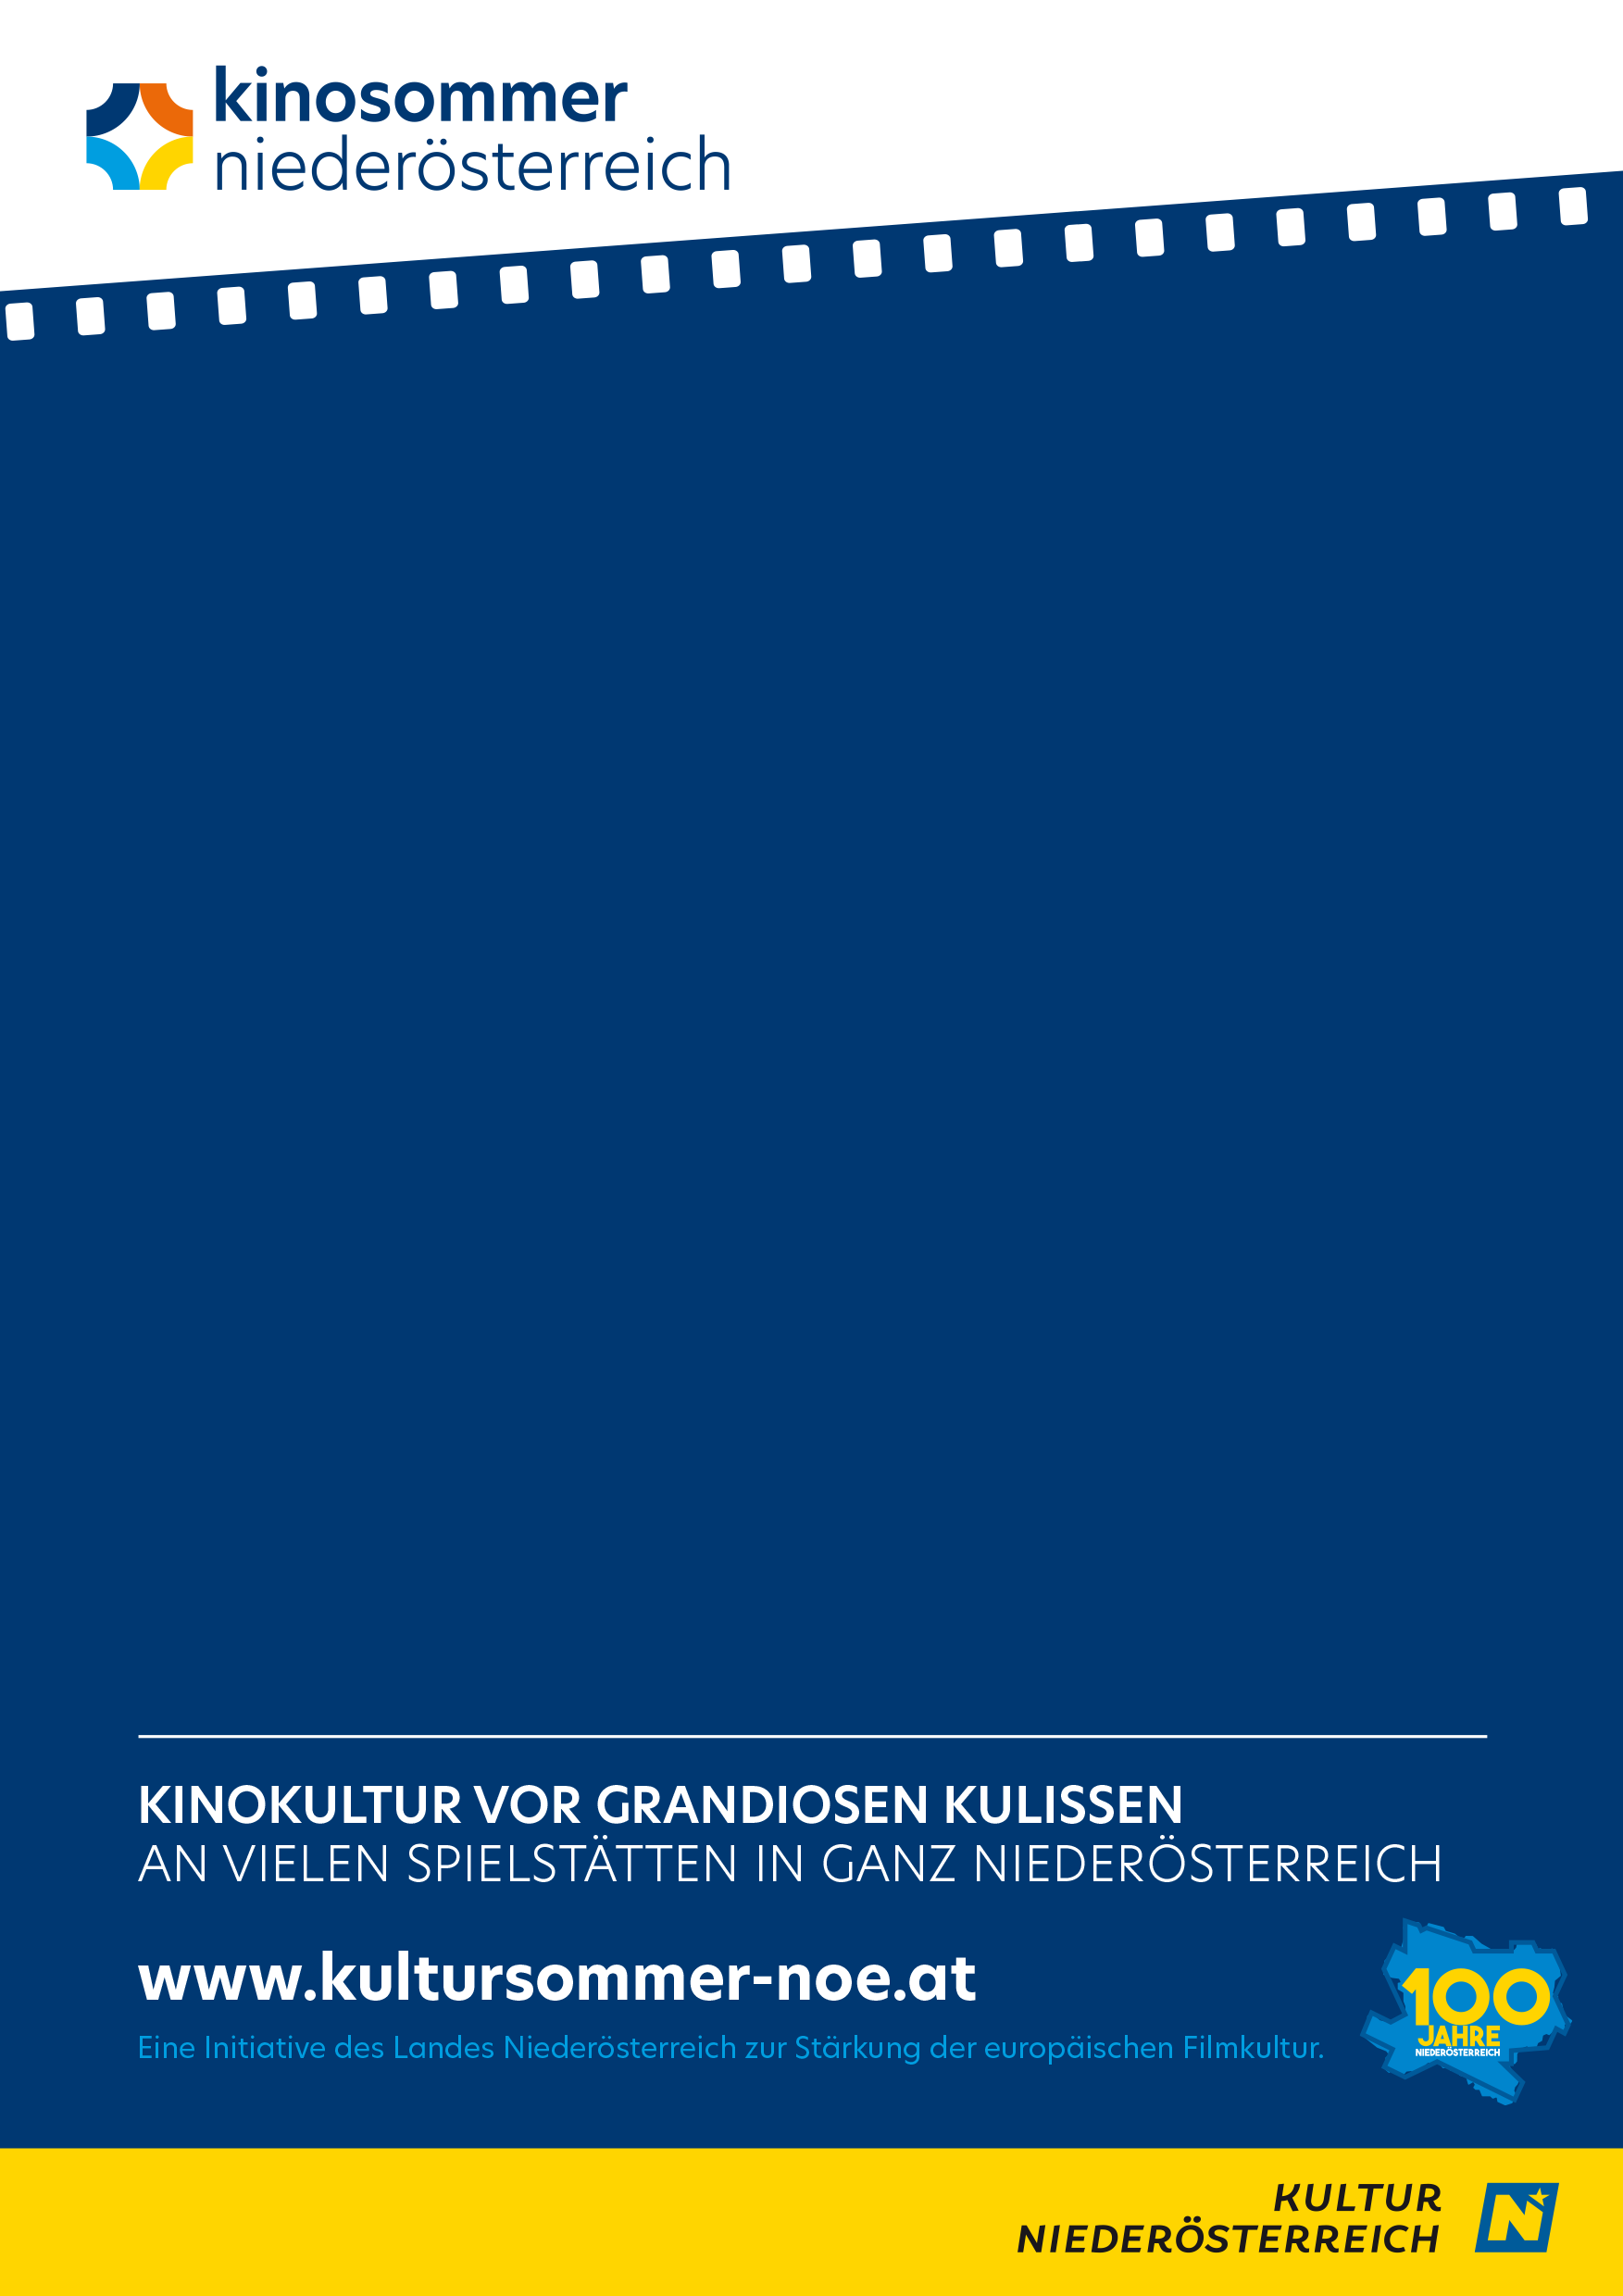 kinosommer
niederösterreich
KINOKULTUR VOR GRANDIOSEN KULISSEN
AN VIELEN SPIELSTÄTTEN IN GANZ NIEDERÖSTERREICH
www.kultursommer-noe.at
Eine Initiative des Landes Niederösterreich zur Stärkung der europäischen Filmkultur.
100
JAHRE
NIEDERÖSTERREICH
KULTUR
NIEDERÖSTERREICH
N